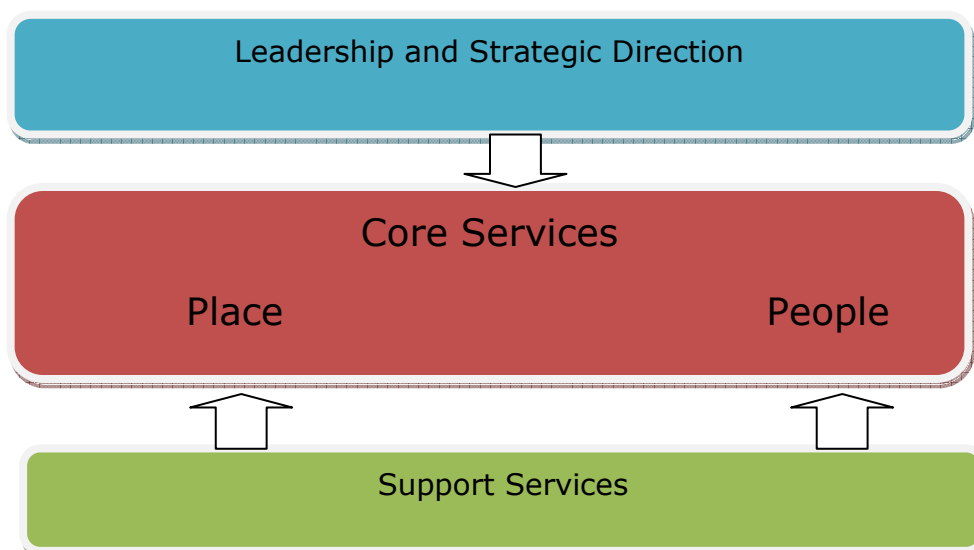 Leadership and Strategic Direction
Core Services
Place People
Support Services